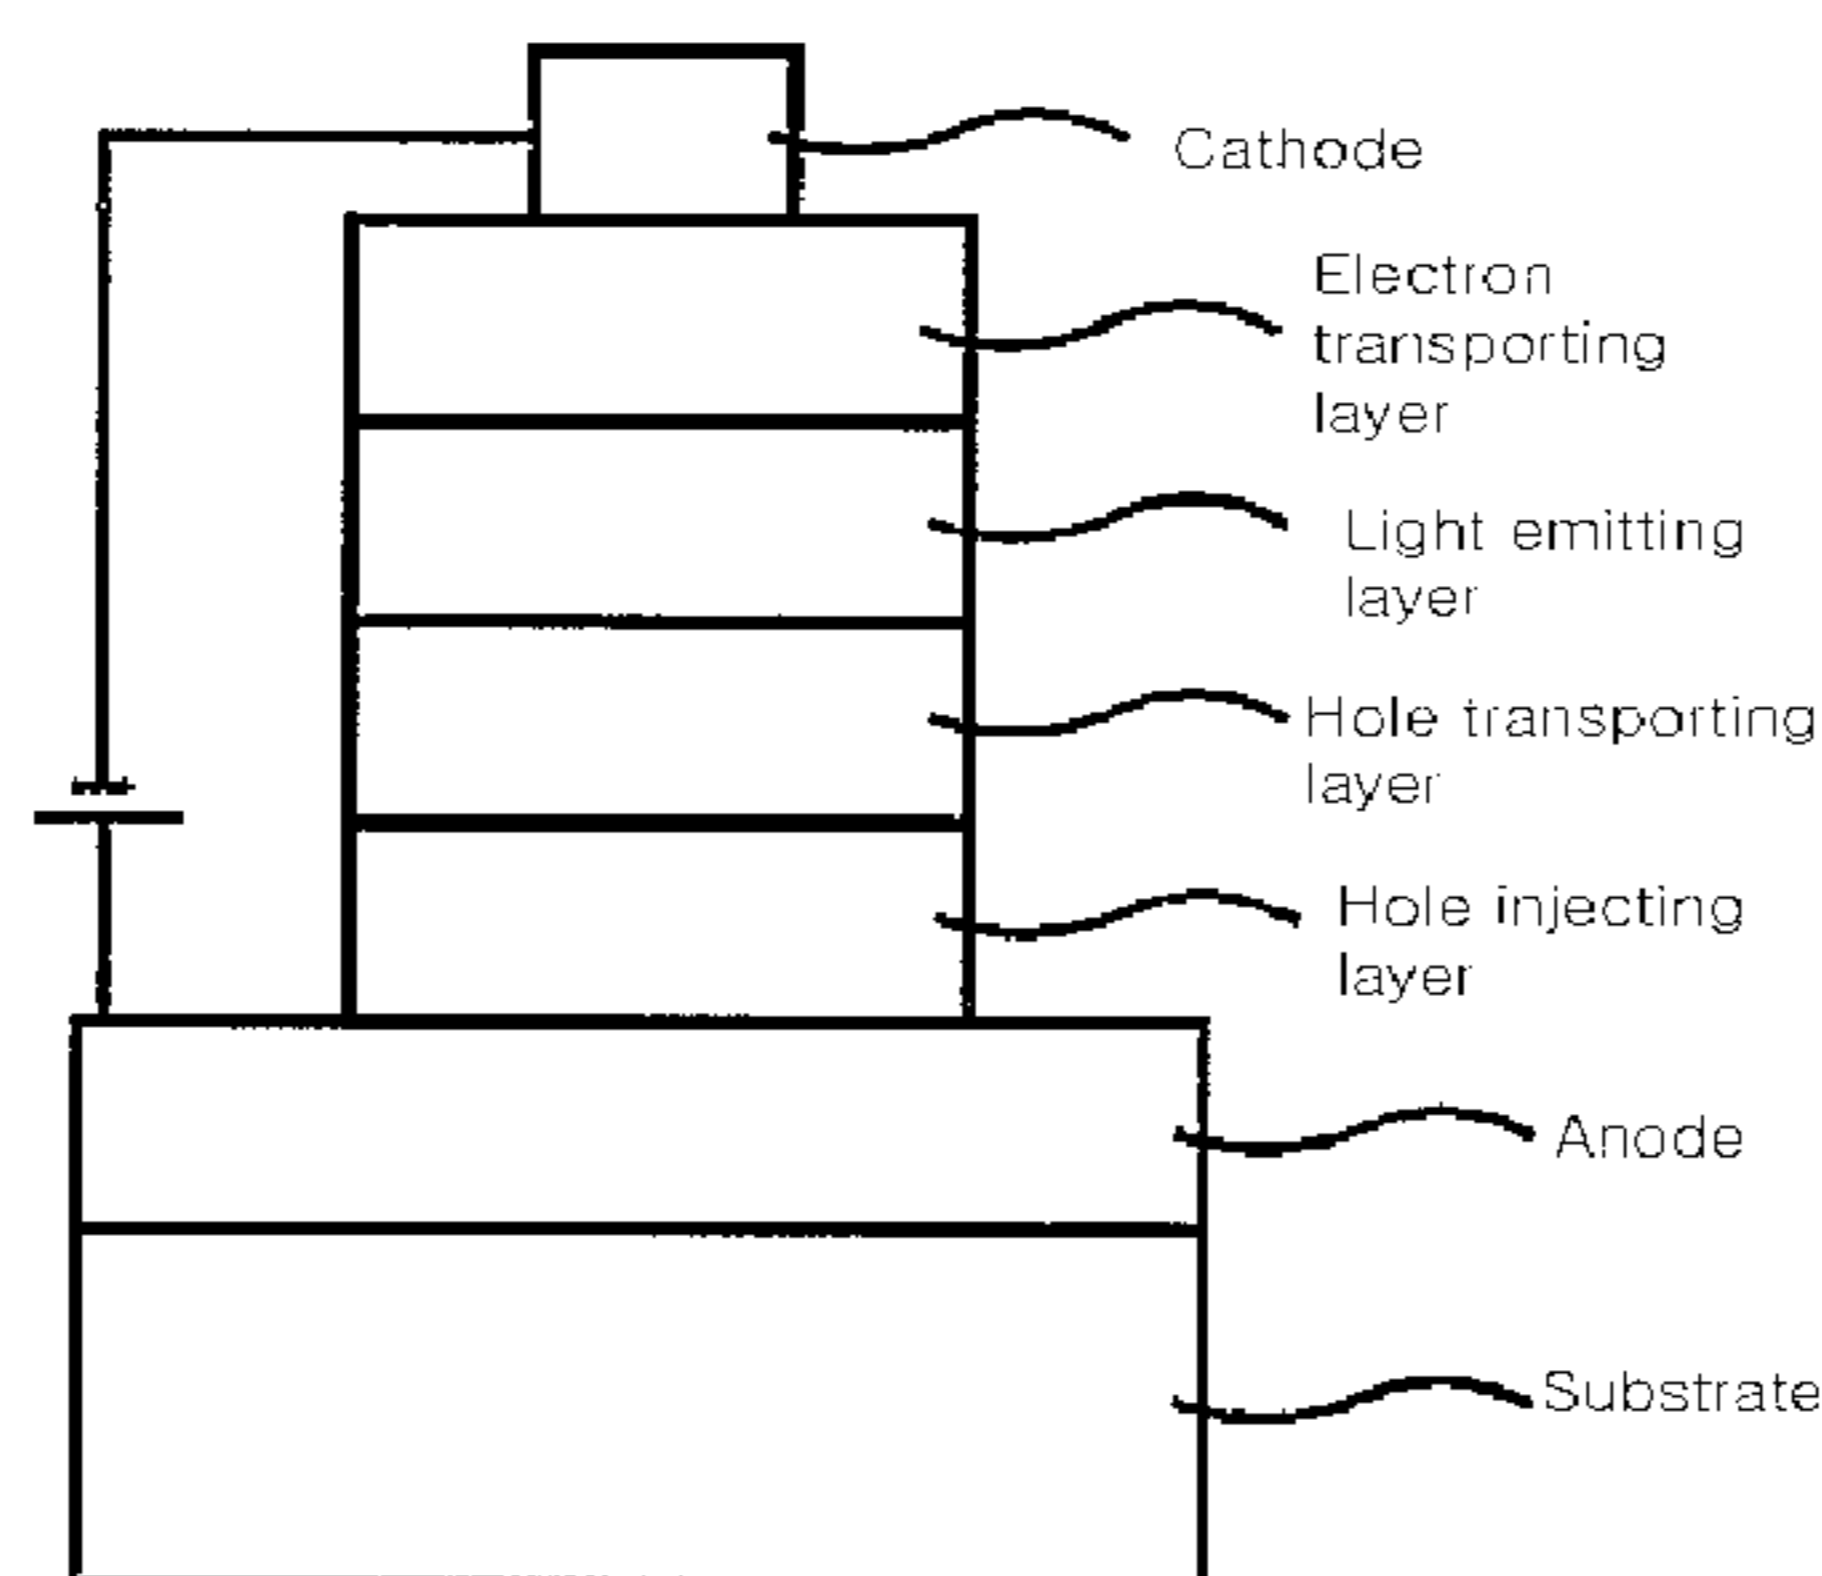 Cathode
Electron
transporting
layer
Light emitting
layer
Hole transporting
layer
Hole injecting
layer
Anode
Substrate